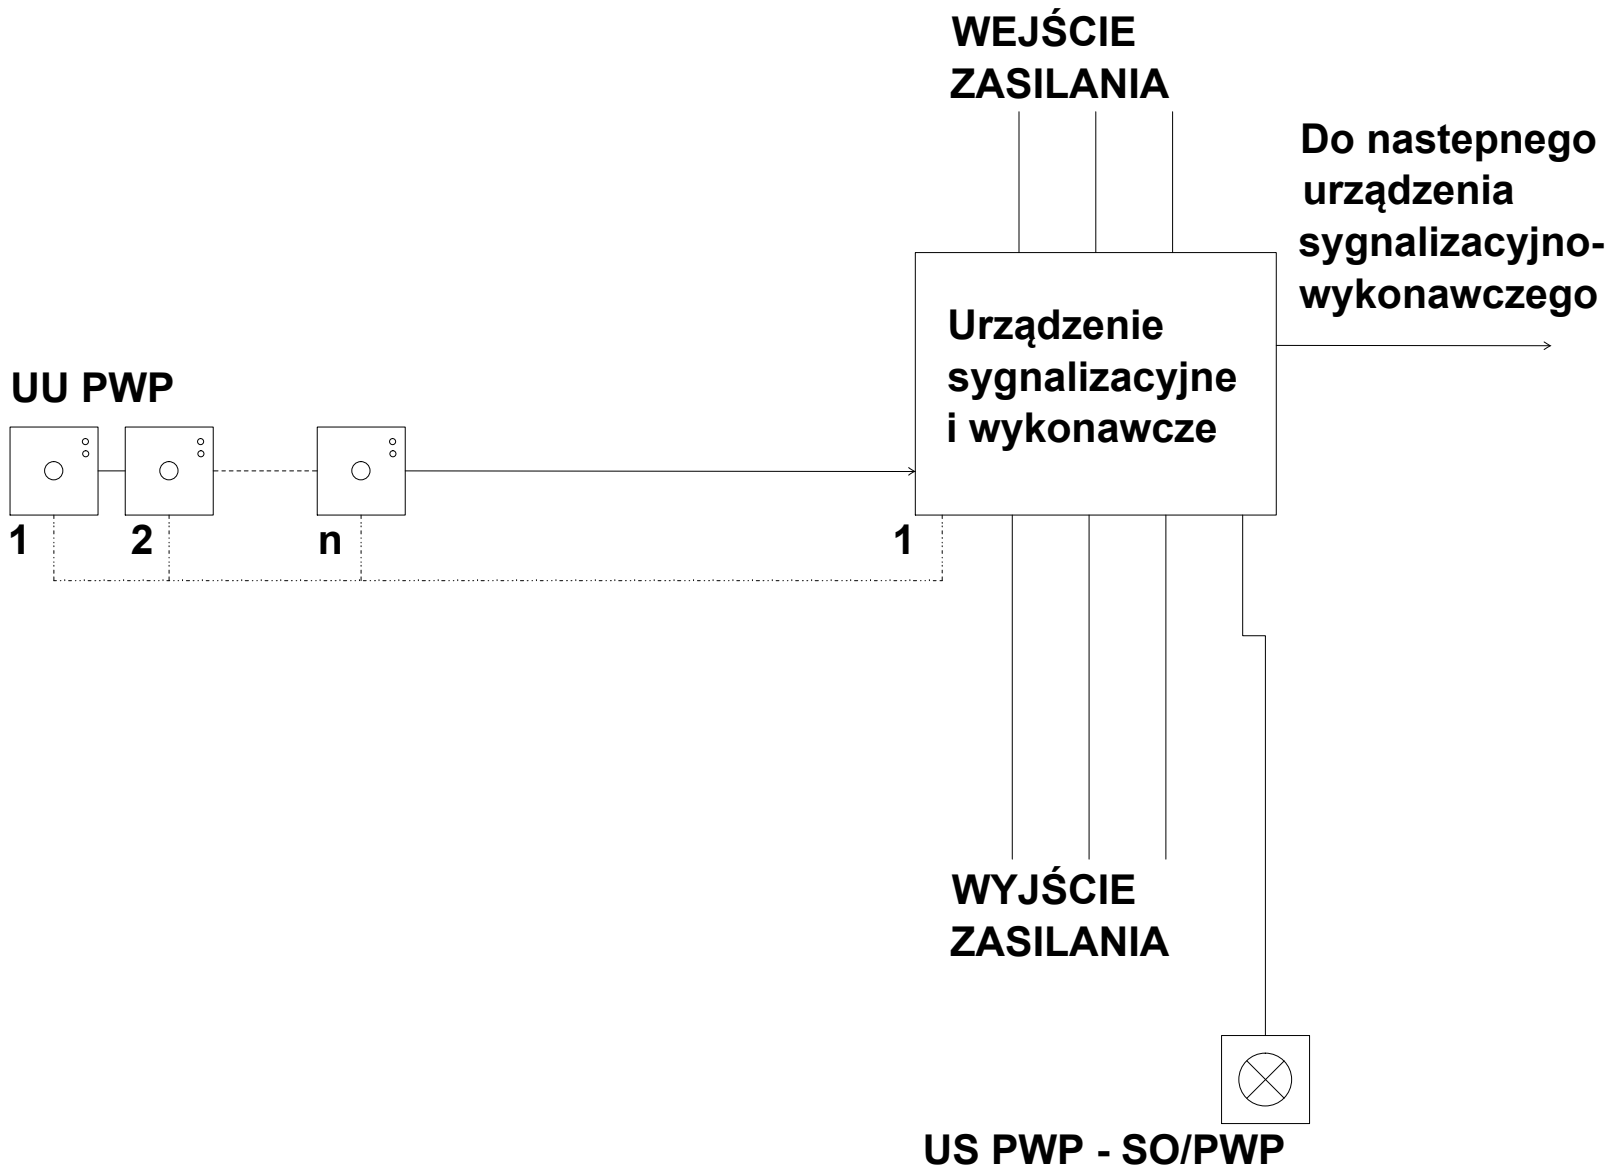 WEJŚCIE
ZASILANIA
Do nastepnego
urządzenia
sygnalizacyjno-
wykonawczego
Urządzenie
sygnalizacyjne
i wykonawcze
UU PWP
1
2
n
1
WYJŚCIE
ZASILANIA
US PWP - SO/PWP